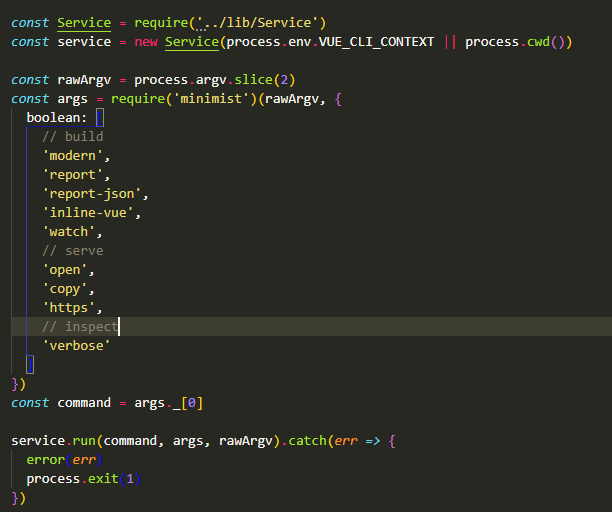 const Service = require('../lib/Service')
const service = new Service(process.env.VUE_CLI_CONTEXT || process.cwd())
const rawArgv = process.argv.slice(2)
const args = require('minimist')(rawArgv, {
boolean: [
// build
'modern',
'report',
'report-json',
'inline-vue',
'watch',
// serve
'open',
'copy',
'https',
// inspect
'verbose'
]
})
const command = args._[0]
service.run(command, args, rawArgv).catch(err => {
error(err)
process.exit(1)
})